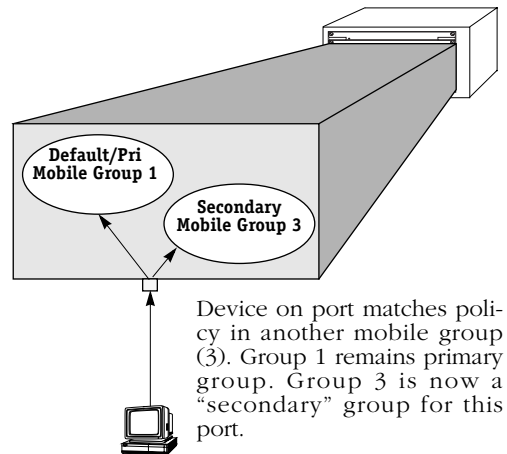 Default/Pri
Mobile Group 1
Secondary
Mobile Group 3
Device on port matches poli-
cy in another mobile group
(3). Group 1 remains primary
group. Group 3 is now a
“secondary” group for this
port.